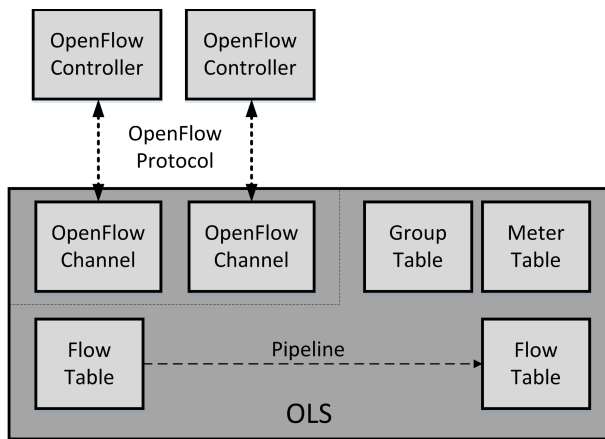 OpenFlow
Controller
OpenFlow
Controller
OpenFlow
Protocol
OpenFlow
Channel
OpenFlow
Channel
Group
Table
Meter
Table
Flow
Table
Pipeline
Flow
Table
OLS